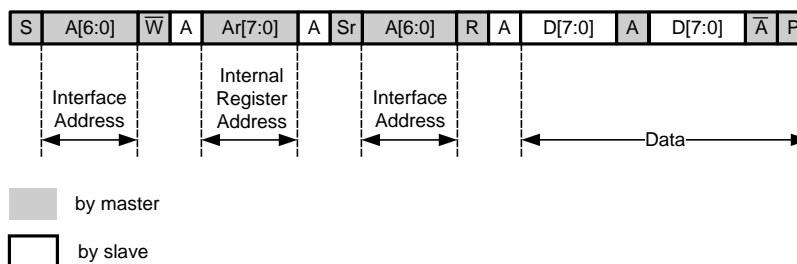 S A[6:0] W̅ A Ar[7:0] A Sr A[6:0] R A D[7:0] A D[7:0] A̅ P
Interface
Address
Internal
Register
Address
Interface
Address
Data
by master
by slave